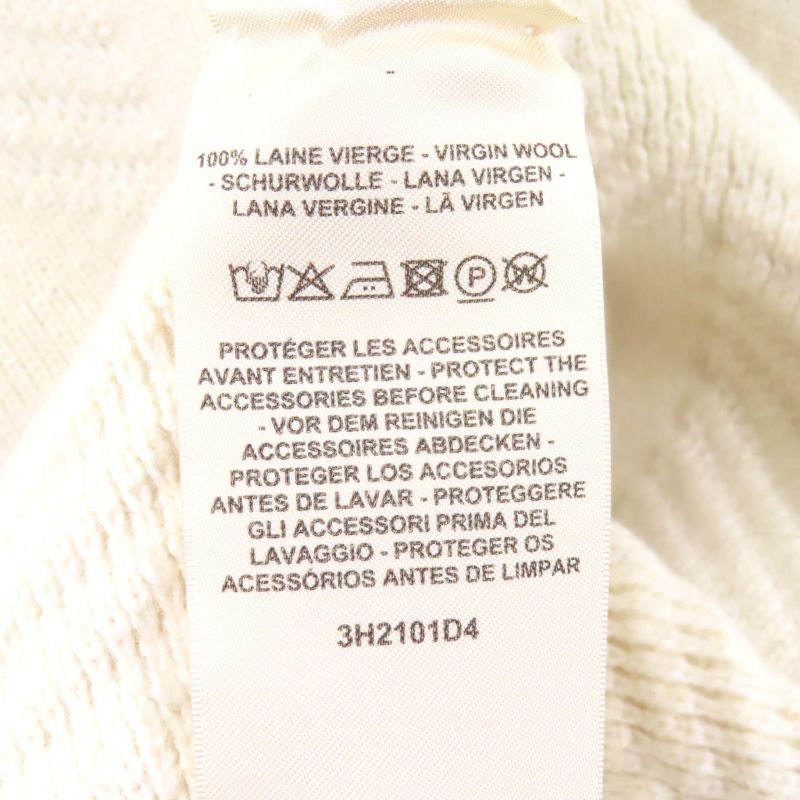 100% LAINE VIERGE - VIRGIN WOOL
- SCHURWOLLE - LANA VIRGEN -
LANA VERGINE - LÃ VIRGEN
P W
PROTÉGER LES ACCESSOIRES
AVANT ENTRETIEN - PROTECT THE
ACCESSORIES BEFORE CLEANING
- VOR DEM REINIGEN DIE
ACCESSOIRES ABDECKEN -
PROTEGER LOS ACCESORIOS
ANTES DE LAVAR - PROTEGGERE
GLI ACCESSORI PRIMA DEL
LAVAGGIO - PROTEGER OS
ACESSÓRIOS ANTES DE LIMPAR
3H2101D4